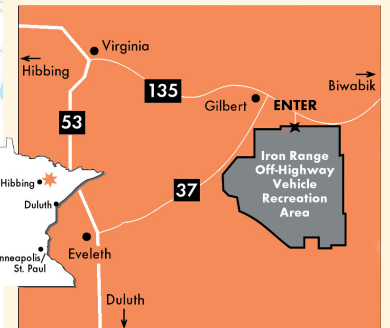 Virginia
Hibbing
135
Biwabik
Gilbert
ENTER
53
Iron Range
Off-Highway
Vehicle
Recreation
Area
Hibbing
37
Duluth
Eveleth
nneapolis/
St. Paul
Duluth